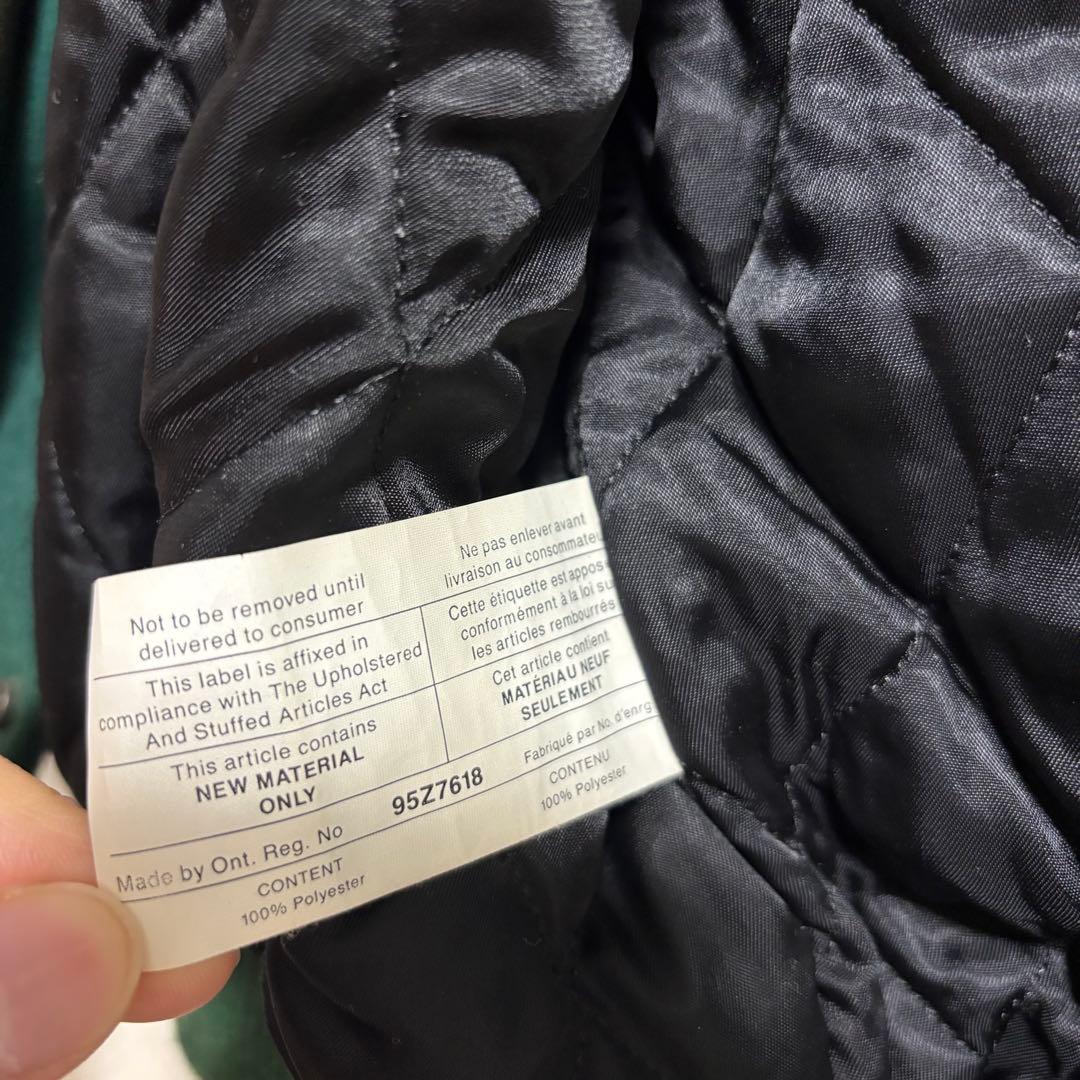 Not to be removed until
delivered to consumer
This label is affixed in
compliance with The Upholstered
And Stuffed Articles Act
This article contains
NEW MATERIAL
ONLY
Made by Ont. Reg. No
95Z7618
CONTENT
100% Polyester
Ne pas enlever avant
livraison au consommateu
Cette étiquette est appos
conformément à la loi su
les articles rembourrés
Cet article contient
MATÉRIAU NEUF
SEULEMENT
Fabriqué par No. d'enrg
CONTENU
100% Polyester